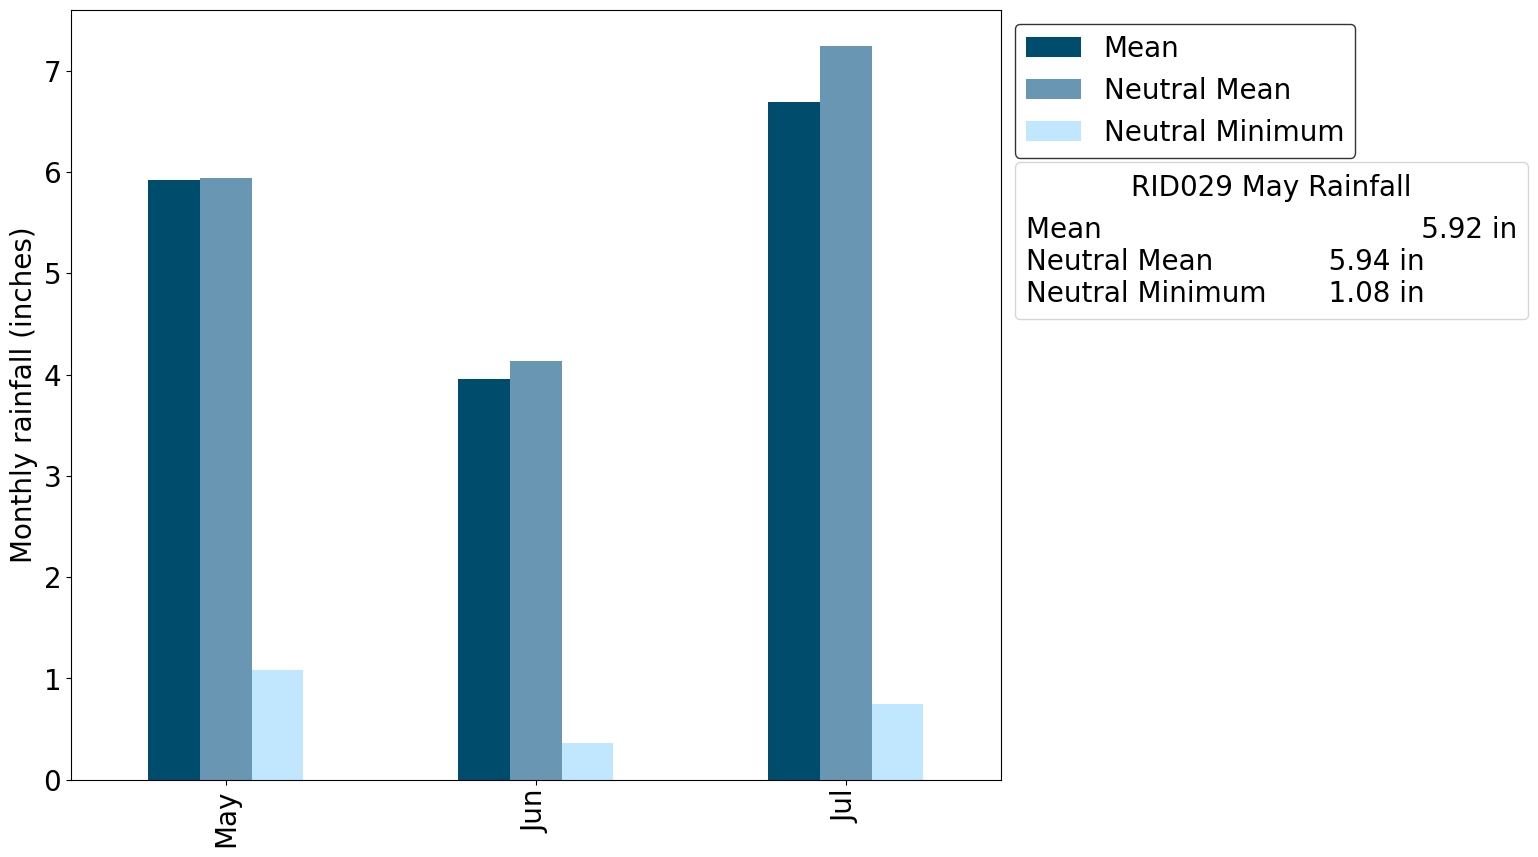 Monthly rainfall (inches)
7
6
5
4
3
2
1
0
May
Jun
Jul
Mean
Neutral Mean
Neutral Minimum
RID029 May Rainfall
Mean 5.92 in
Neutral Mean 5.94 in
Neutral Minimum 1.08 in